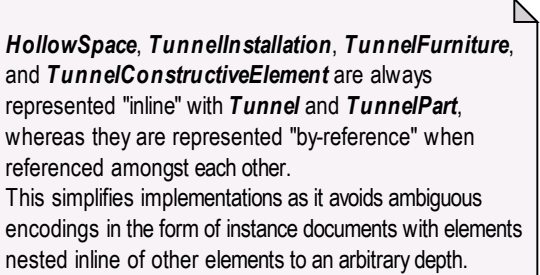 HollowSpace, TunnelInstallation, TunnelFurniture,
and TunnelConstructiveElement are always
represented "inline" with Tunnel and TunnelPart,
whereas they are represented "by-reference" when
referenced amongst each other.
This simplifies implementations as it avoids ambiguous
encodings in the form of instance documents with elements
nested inline of other elements to an arbitrary depth.